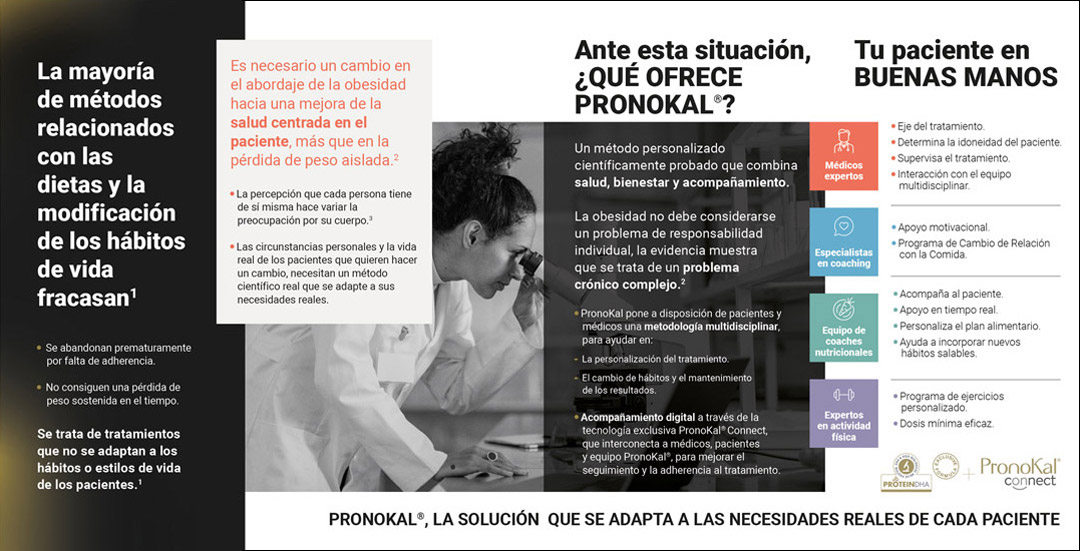 La mayoría
de métodos
relacionados
con las
dietas y la
modificación
de los hábitos
de vida
fracasan¹
• Se abandonan prematuramente
por falta de adherencia.
• No consiguen una pérdida de
peso sostenida en el tiempo.
Se trata de tratamientos
que no se adaptan a los
hábitos o estilos de vida
de los pacientes.¹
Es necesario un cambio en
el abordaje de la obesidad
hacia una mejora de la
salud centrada en el
paciente, más que en la
pérdida de peso aislada.²
• La percepción que cada persona tiene
de sí misma hace variar la
preocupación por su cuerpo.³
• Las circunstancias personales y la vida
real de los pacientes que quieren hacer
un cambio, necesitan un método
científico real que se adapte a sus
necesidades reales.
Ante esta situación,
¿QUÉ OFRECE
PRONOKAL®?
Un método personalizado
científicamente probado que combina
salud, bienestar y acompañamiento.
La obesidad no debe considerarse
un problema de responsabilidad
individual, la evidencia muestra
que se trata de un problema
crónico complejo.²
• PronoKal pone a disposición de pacientes y
médicos una metodología multidisciplinar,
para ayudar en:
- La personalización del tratamiento.
- El cambio de hábitos y el mantenimiento
de los resultados.
• Acompañamiento digital a través de la
tecnología exclusiva PronoKal® Connect,
que interconecta a médicos, pacientes
y equipo PronoKal®, para mejorar el
seguimiento y la adherencia al tratamiento.
Tu paciente en
BUENAS MANOS
Médicos
expertos
• Eje del tratamiento.
• Determina la idoneidad del paciente.
• Supervisa el tratamiento.
• Interacción con el equipo
multidisciplinar.
Especialistas
en coaching
• Apoyo motivacional.
• Programa de Cambio de Relación
con la Comida.
Equipo de
coaches
nutricionales
• Acompaña al paciente.
• Apoyo en tiempo real.
• Personaliza el plan alimentario.
• Ayuda a incorporar nuevos
hábitos salables.
Expertos
en actividad
física
• Programa de ejercicios
personalizado.
• Dosis mínima eficaz.
PROTEINDHA
+
PronoKal®
connect
PRONOKAL®, LA SOLUCIÓN QUE SE ADAPTA A LAS NECESIDADES REALES DE CADA PACIENTE